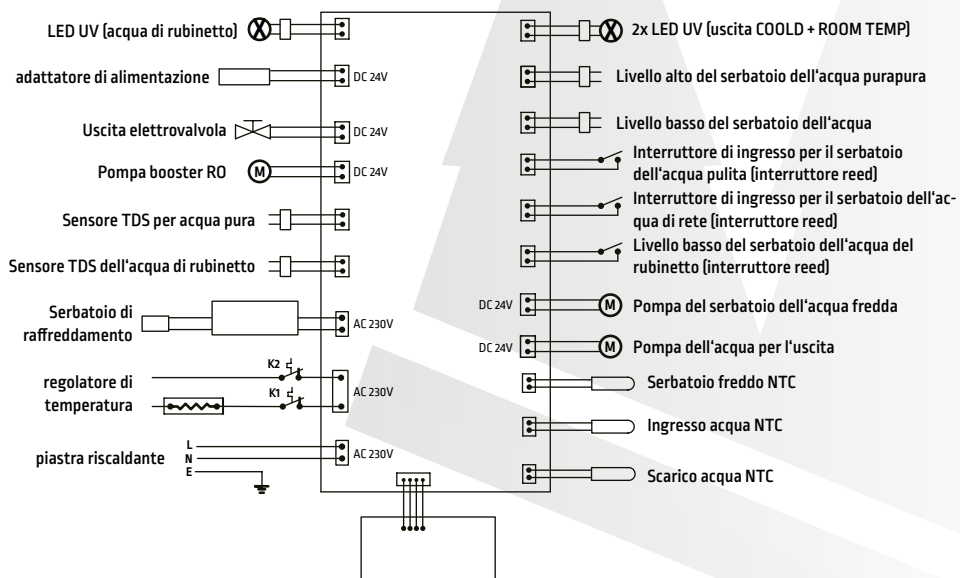 LED UV (acqua di rubinetto)
adattatore di alimentazione
DC 24V
Uscita elettrovalvola
DC 24V
Pompa booster RO
M
DC 24V
Sensore TDS per acqua pura
Sensore TDS dell'acqua di rubinetto
Serbatoio di
raffreddamento
AC 230V
regolatore di
temperatura
K2
K1
AC 230V
piastra riscaldante
L
N
E
AC 230V
2x LED UV (uscita COOLD + ROOM TEMP)
Livello alto del serbatoio dell'acqua purapura
Livello basso del serbatoio dell'acqua
Interruttore di ingresso per il serbatoio
dell'acqua pulita (interruttore reed)
Interruttore di ingresso per il serbatoio dell'ac-
qua di rete (interruttore reed)
Livello basso del serbatoio dell'acqua del
rubinetto (interruttore reed)
DC 24V
M
Pompa del serbatoio dell'acqua fredda
DC 24V
M
Pompa dell'acqua per l'uscita
Serbatoio freddo NTC
Ingresso acqua NTC
Scarico acqua NTC